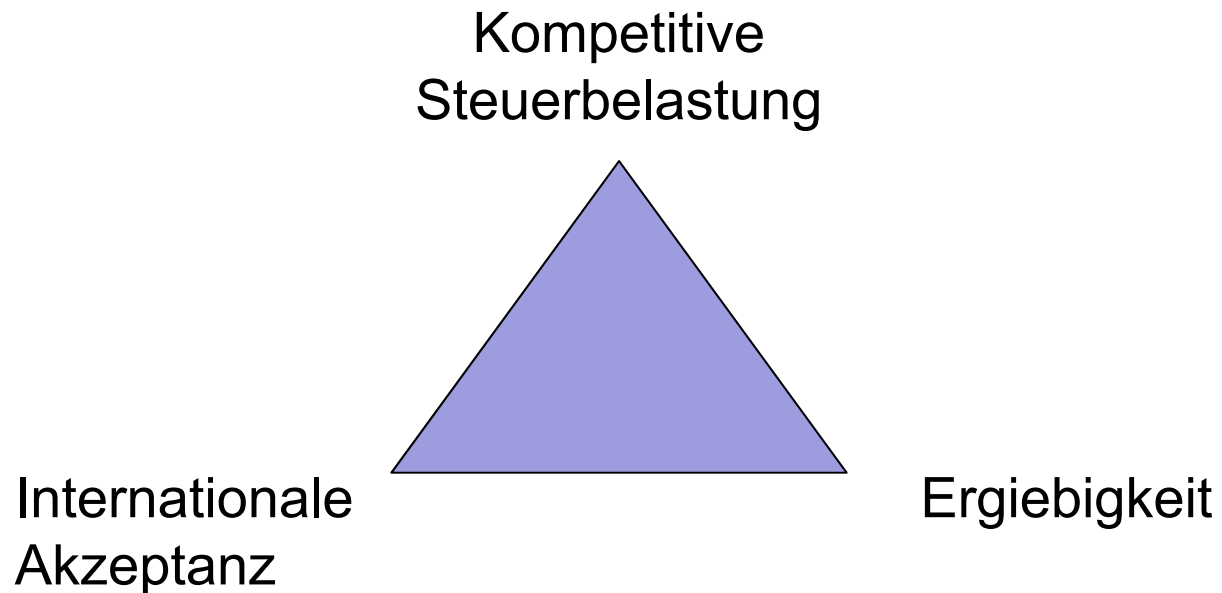 Kompetitive
Steuerbelastung
Internationale
Akzeptanz
Ergiebigkeit